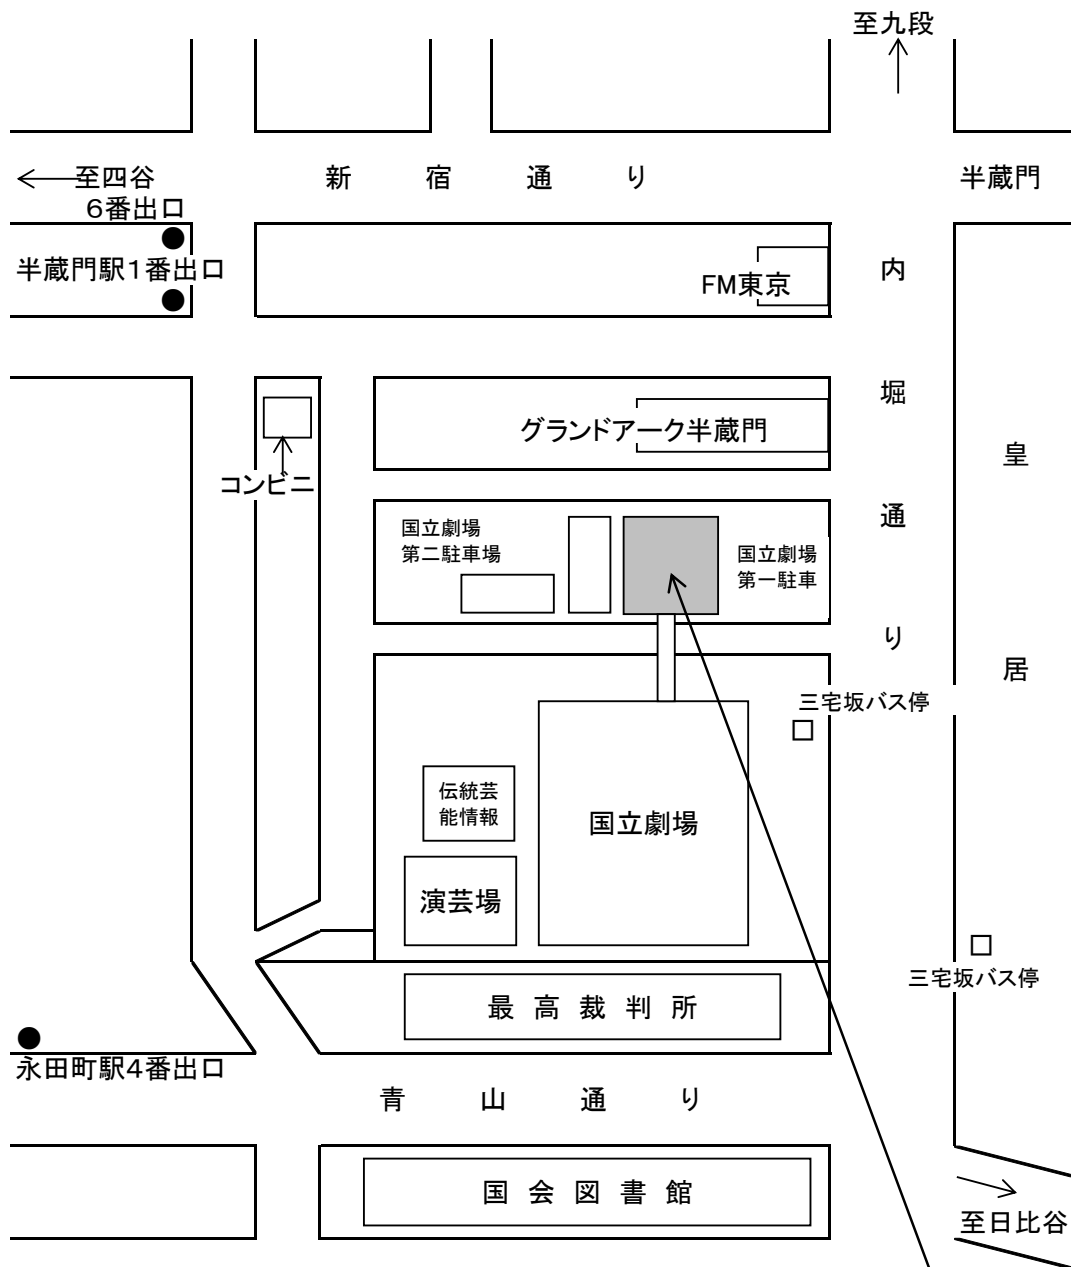 至九段
至四谷
新宿通り
半蔵門
6番出口
半蔵門駅1番出口
FM東京
内堀通り
グランドアーク半蔵門
皇居
コンビニ
国立劇場
第二駐車場
国立劇場
第一駐車
三宅坂バス停
伝統芸
能情報
国立劇場
演芸場
三宅坂バス停
最高裁判所
永田町駅4番出口
青山通り
国会図書館
至日比谷